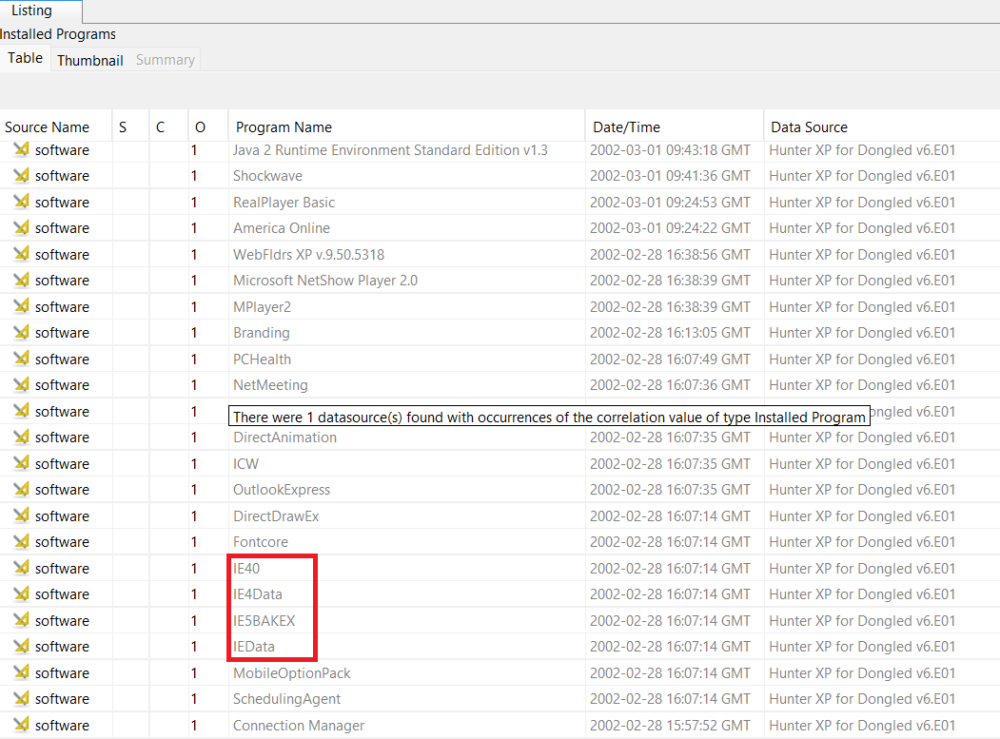 Listing
Installed Programs
Table Thumbnail Summary
Source Name S C O Program Name Date/Time Data Source
software 1 Java 2 Runtime Environment Standard Edition v1.3 2002-03-01 09:43:18 GMT Hunter XP for Dongled v6.E01
software 1 Shockwave 2002-03-01 09:41:36 GMT Hunter XP for Dongled v6.E01
software 1 RealPlayer Basic 2002-03-01 09:24:53 GMT Hunter XP for Dongled v6.E01
software 1 America Online 2002-03-01 09:24:22 GMT Hunter XP for Dongled v6.E01
software 1 WebFldrs XP v.9.50.5318 2002-02-28 16:38:56 GMT Hunter XP for Dongled v6.E01
software 1 Microsoft NetShow Player 2.0 2002-02-28 16:38:39 GMT Hunter XP for Dongled v6.E01
software 1 MPlayer2 2002-02-28 16:38:39 GMT Hunter XP for Dongled v6.E01
software 1 Branding 2002-02-28 16:13:05 GMT Hunter XP for Dongled v6.E01
software 1 PCHealth 2002-02-28 16:07:49 GMT Hunter XP for Dongled v6.E01
software 1 NetMeeting 2002-02-28 16:07:36 GMT Hunter XP for Dongled v6.E01
software 1 There were 1 datasource(s) found with occurrences of the correlation value of type Installed Program ongled v6.E01
software 1 DirectAnimation 2002-02-28 16:07:35 GMT Hunter XP for Dongled v6.E01
software 1 ICW 2002-02-28 16:07:35 GMT Hunter XP for Dongled v6.E01
software 1 OutlookExpress 2002-02-28 16:07:35 GMT Hunter XP for Dongled v6.E01
software 1 DirectDrawEx 2002-02-28 16:07:14 GMT Hunter XP for Dongled v6.E01
software 1 Fontcore 2002-02-28 16:07:14 GMT Hunter XP for Dongled v6.E01
software 1 IE40 2002-02-28 16:07:14 GMT Hunter XP for Dongled v6.E01
software 1 IE4Data 2002-02-28 16:07:14 GMT Hunter XP for Dongled v6.E01
software 1 IE5BAKEX 2002-02-28 16:07:14 GMT Hunter XP for Dongled v6.E01
software 1 IEData 2002-02-28 16:07:14 GMT Hunter XP for Dongled v6.E01
software 1 MobileOptionPack 2002-02-28 16:07:14 GMT Hunter XP for Dongled v6.E01
software 1 SchedulingAgent 2002-02-28 16:07:14 GMT Hunter XP for Dongled v6.E01
software 1 Connection Manager 2002-02-28 15:57:52 GMT Hunter XP for Dongled v6.E01